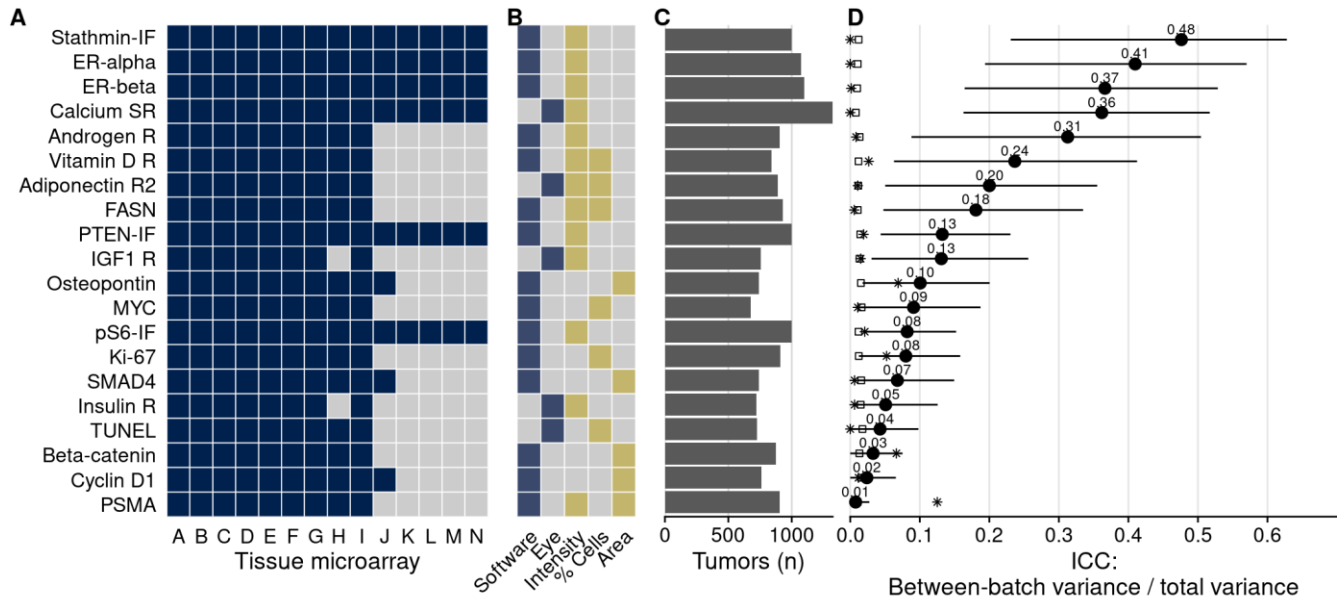 A B C D
Stathmin-IF 0.48
ER-alpha 0.41
ER-beta 0.37
Calcium SR 0.36
Androgen R 0.31
Vitamin D R 0.24
Adiponectin R2 0.20
FASN 0.18
PTEN-IF 0.13
IGF1 R 0.13
Osteopontin 0.10
MYC 0.09
pS6-IF 0.08
Ki-67 0.08
SMAD4 0.07
Insulin R 0.05
TUNEL 0.04
Beta-catenin 0.03
Cyclin D1 0.02
PSMA 0.01
A B C D E F G H I J K L M N
Tissue microarray
Software
Eye
Intensity
% Cells
Area
0 500 1000
Tumors (n)
0.0 0.1 0.2 0.3 0.4 0.5 0.6
ICC:
Between-batch variance / total variance